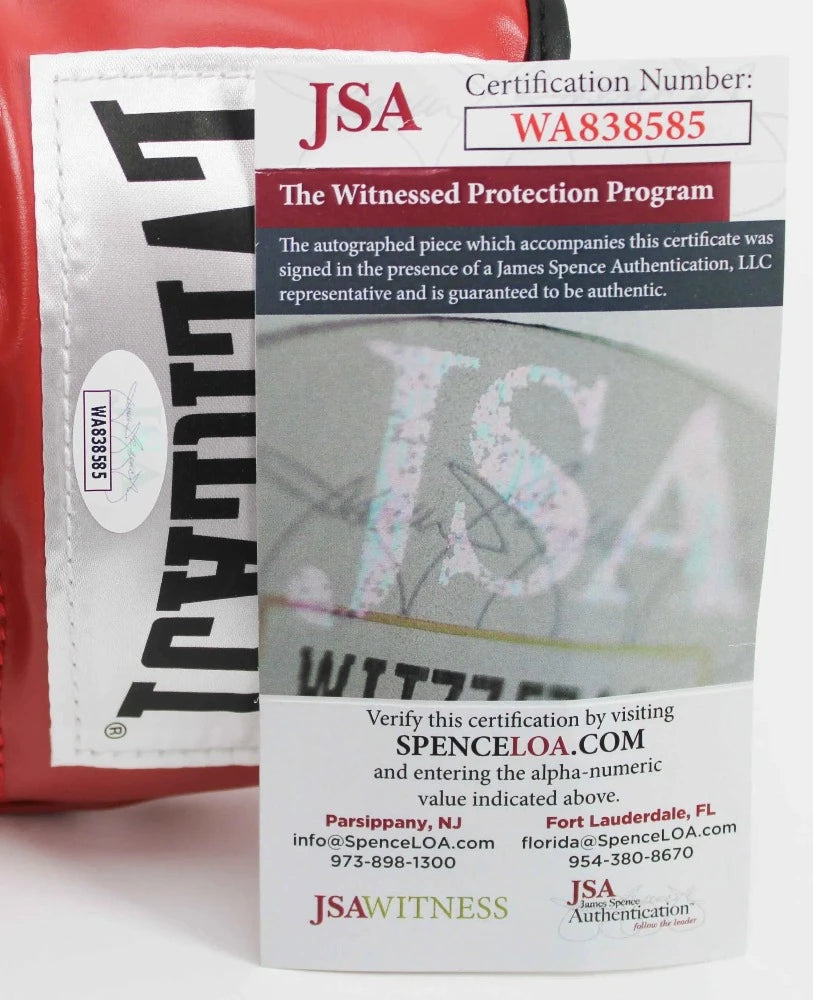 JSA
Certification Number:
WA838585
The Witnessed Protection Program
The autographed piece which accompanies this certificate was
signed in the presence of a James Spence Authentication, LLC
representative and is guaranteed to be authentic.
JSA
Verify this certification by visiting
SPENCELOA.COM
and entering the alpha-numeric
value indicated above.
Parsippany, NJ
info@SpenceLOA.com
973-898-1300
Fort Lauderdale, FL
florida@SpenceLOA.com
954-380-8670
JSAWITNESS
JSA
James Spence
Authentication™
follow the leader
WA838585
®